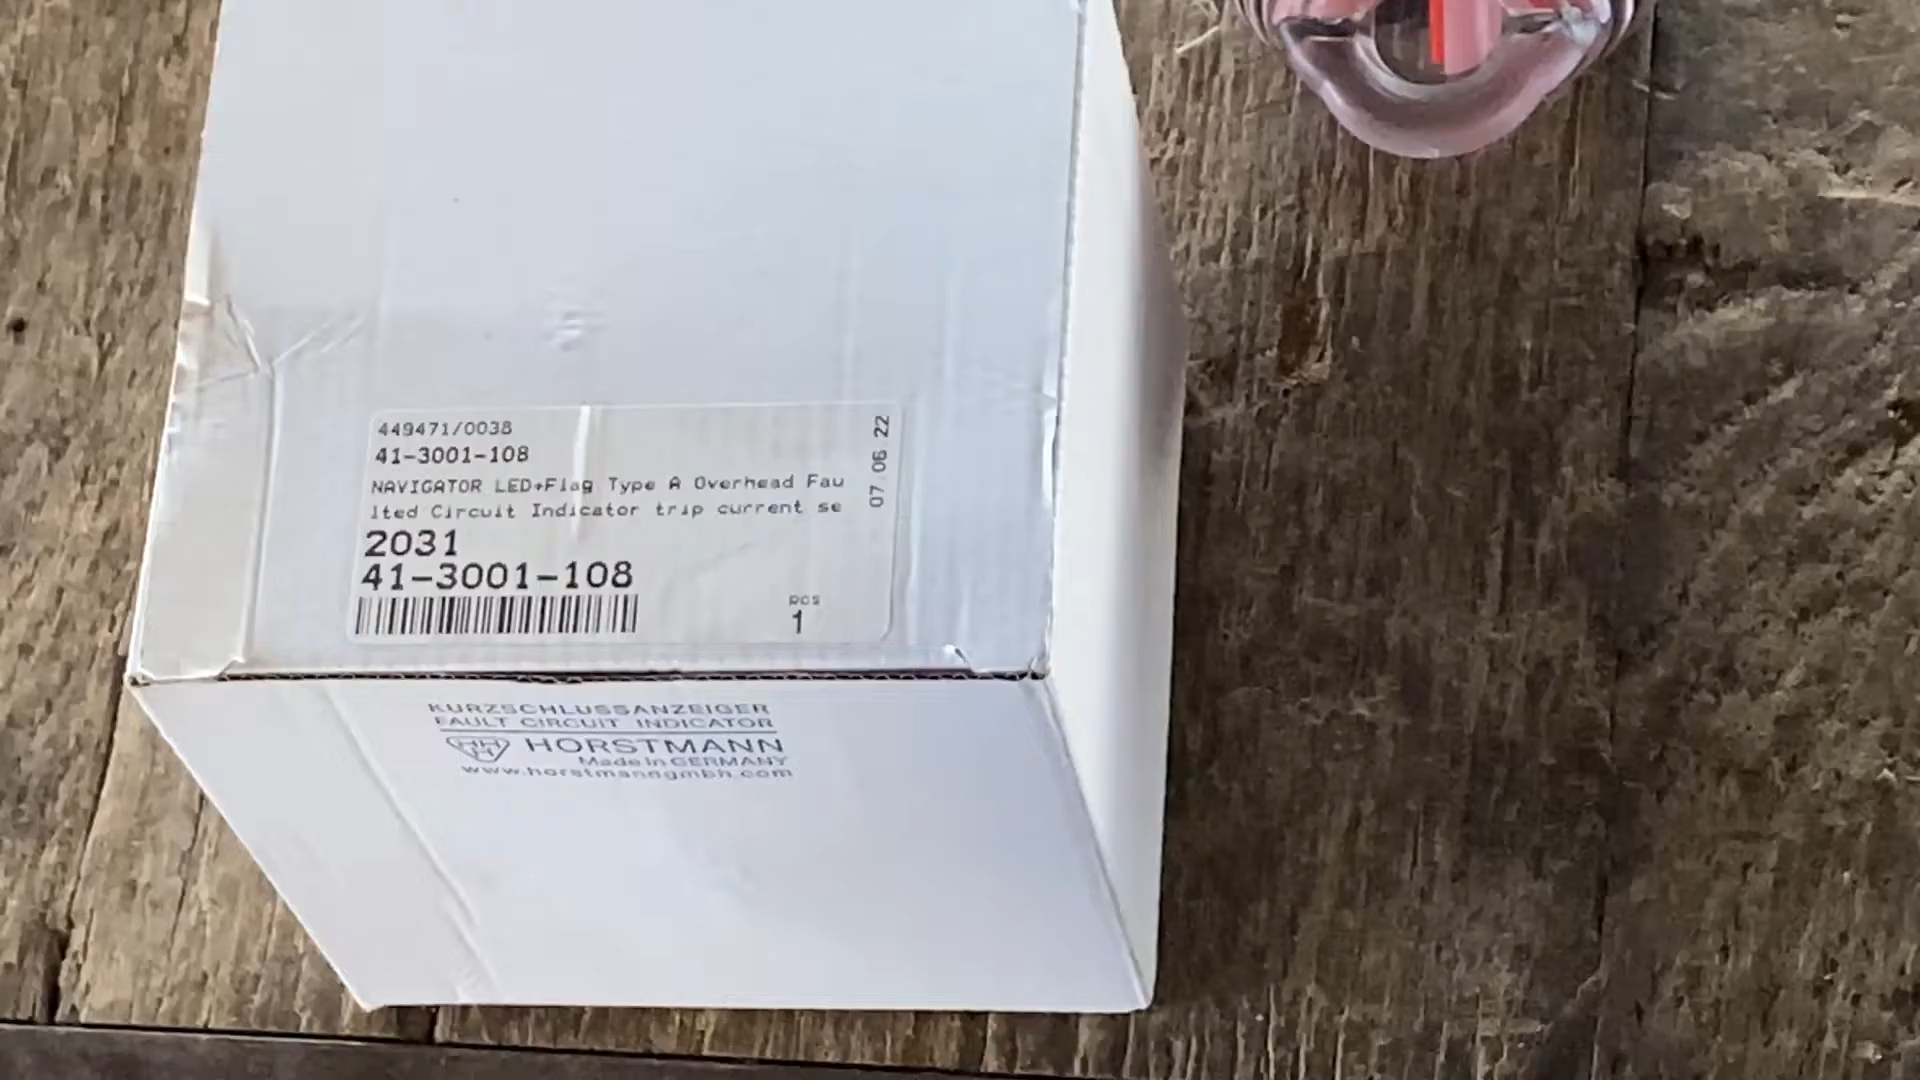 449471/0038
41-3001-108
NAVIGATOR LED+Flag Type A Overhead Fau
lted Circuit Indicator trip current se
2031
41-3001-108
pcs
1
07 06 22
KURZSCHLUSSANZEIGER
FAULT CIRCUIT INDICATOR
HHH HORSTMANN
Made in GERMANY
www.horstmanngmbh.com